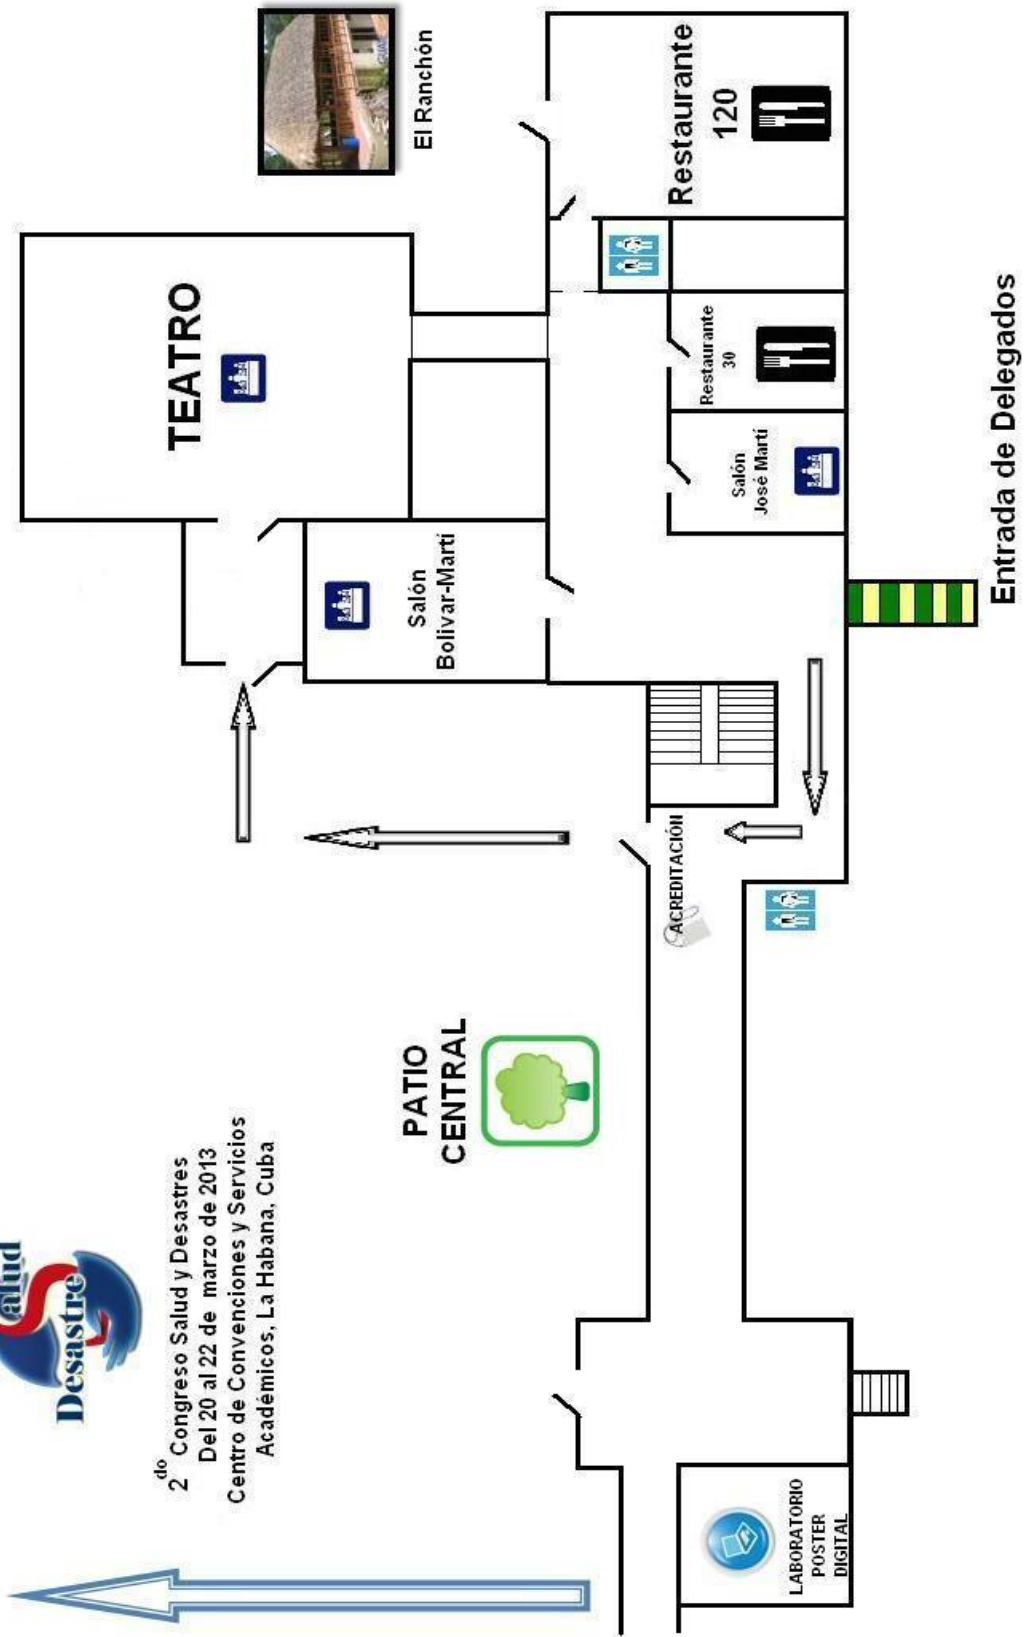 Salud
Desastre
2do Congreso Salud y Desastres
Del 20 al 22 de marzo de 2013
Centro de Convenciones y Servicios
Académicos, La Habana, Cuba
TEATRO
El Ranchón
PATIO
CENTRAL
Salón
Bolivar-Martí
Restaurante
120
Restaurante
30
Salón
José Martí
ACREDITACIÓN
LABORATORIO
POSTER
DIGITAL
Entrada de Delegados